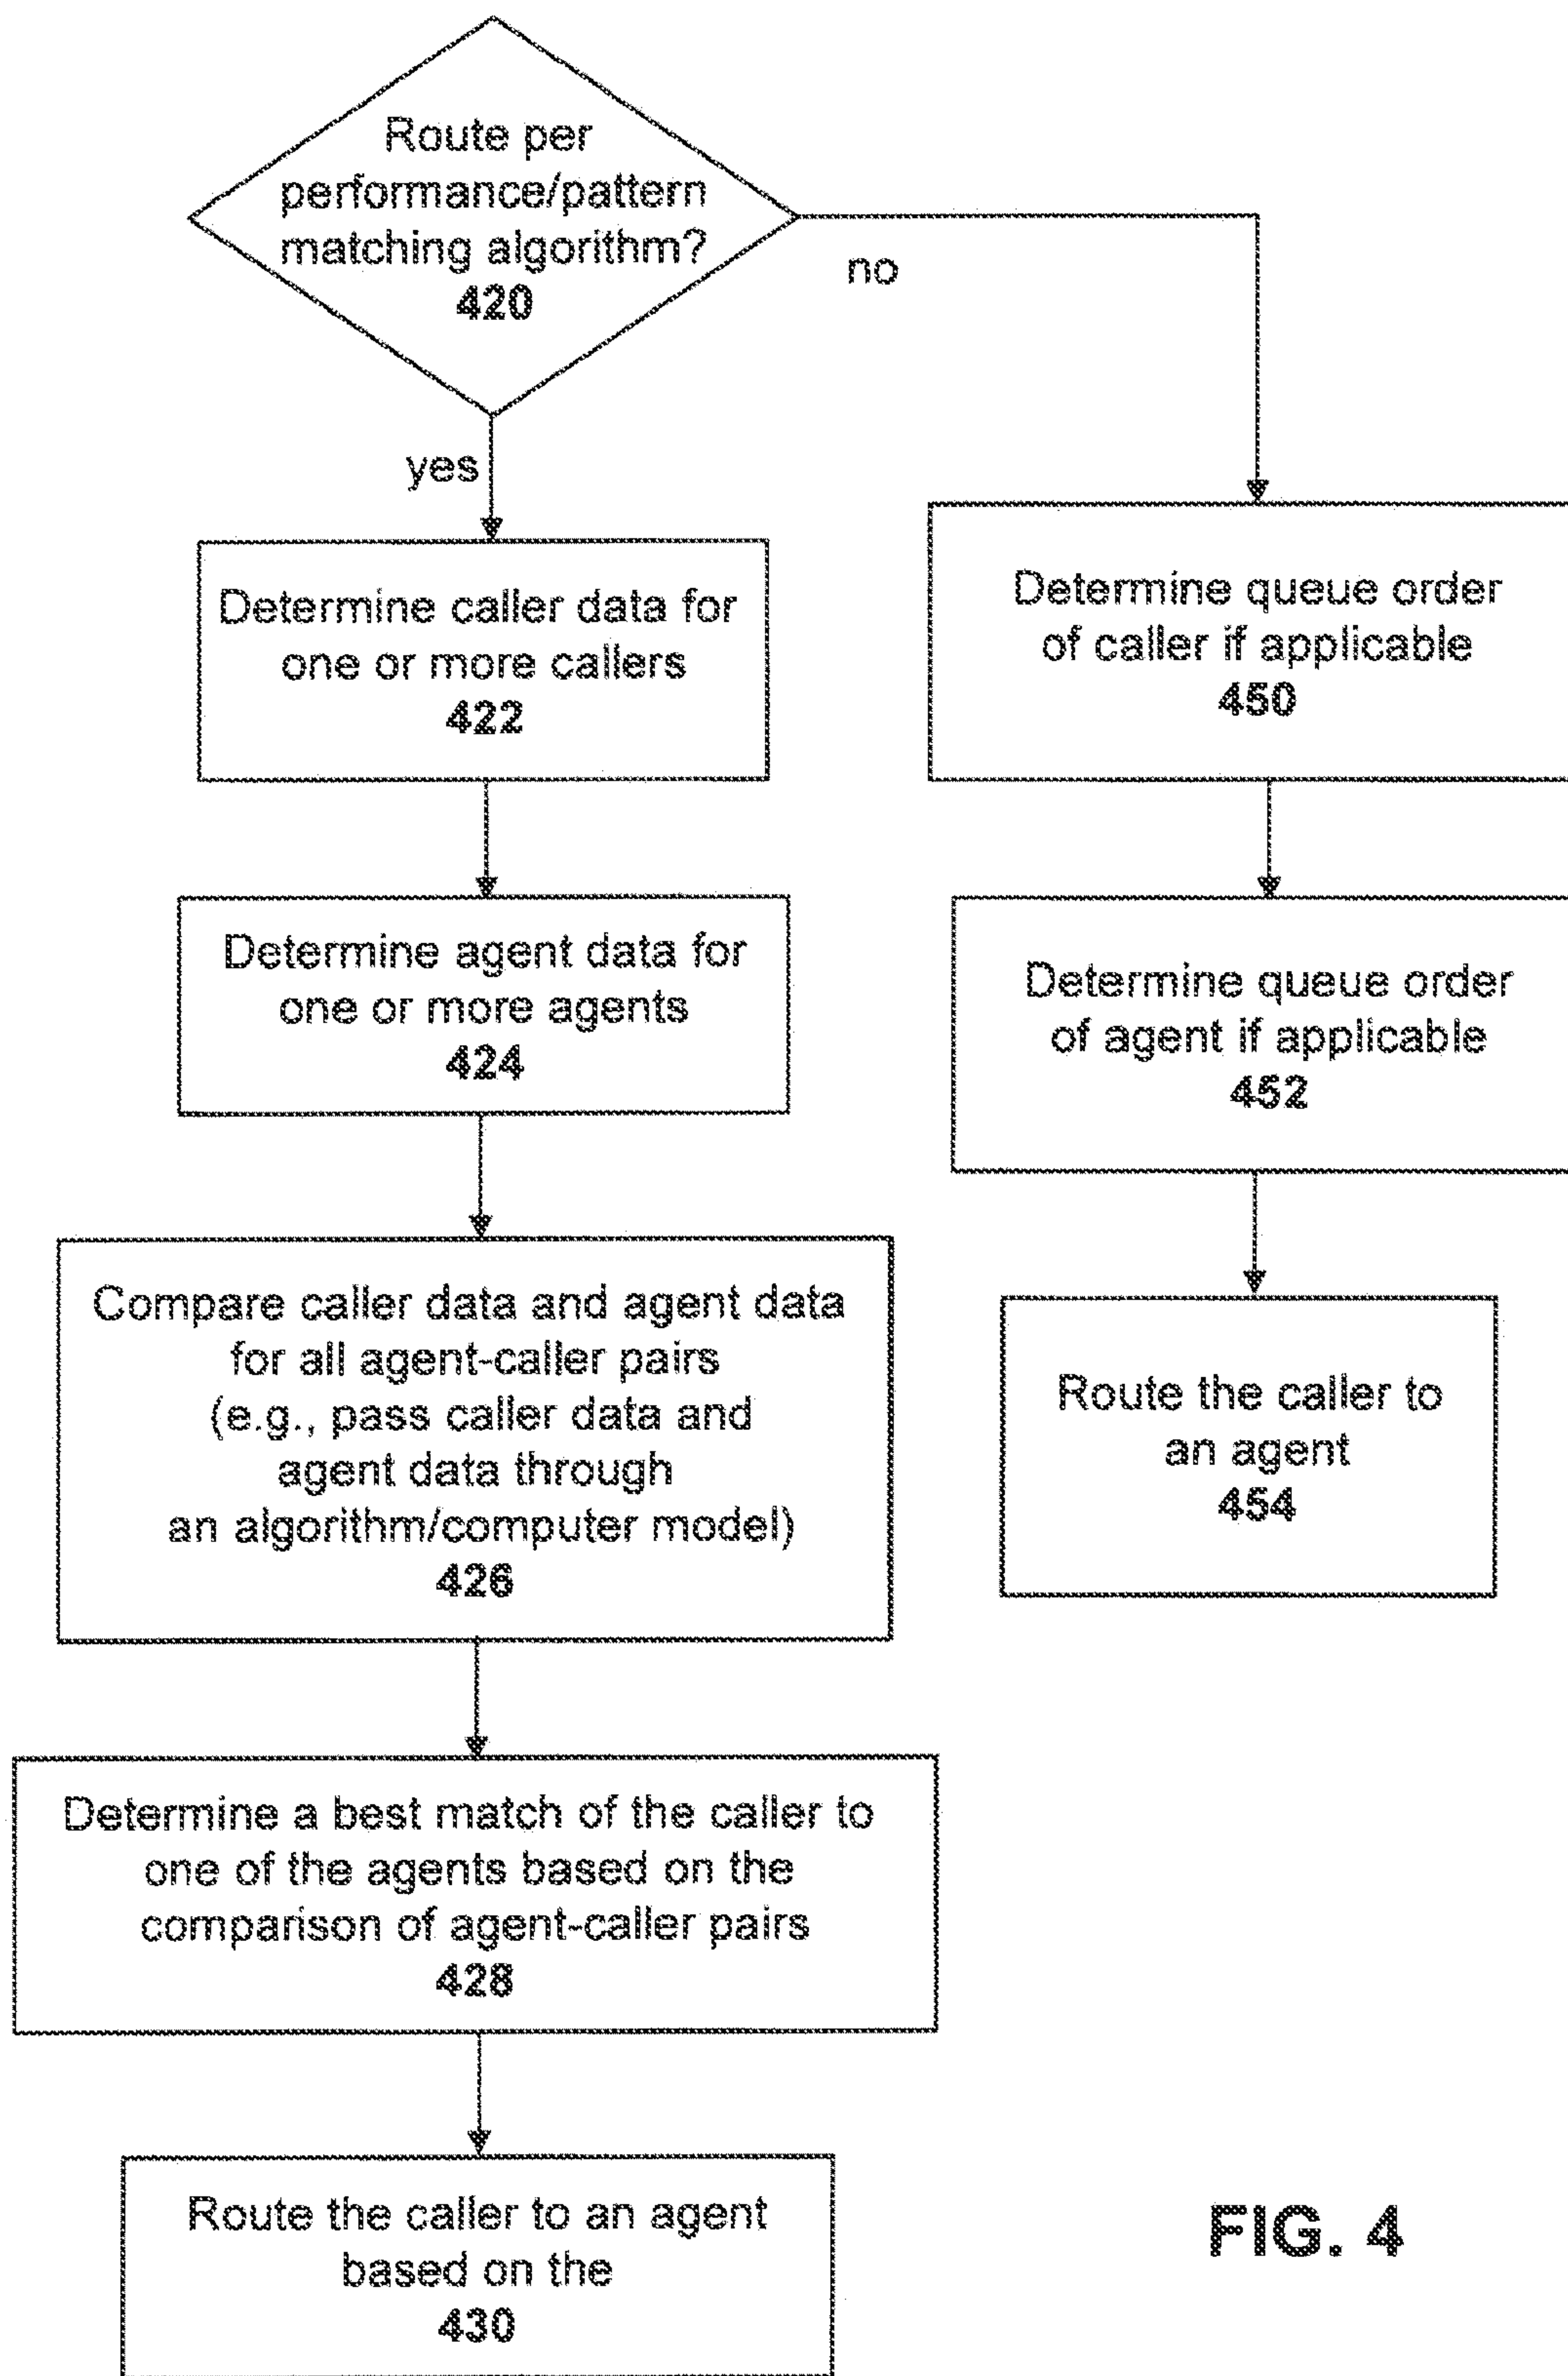 Route per
performance/pattern
matching algorithm?
420
no
yes
Determine caller data for
one or more callers
422
Determine queue order
of caller if applicable
450
Determine agent data for
one or more agents
424
Determine queue order
of agent if applicable
452
Compare caller data and agent data
for all agent-caller pairs
(e.g., pass caller data and
agent data through
an algorithm/computer model)
426
Route the caller to
an agent
454
Determine a best match of the caller to
one of the agents based on the
comparison of agent-caller pairs
428
Route the caller to an agent
based on the
430
FIG. 4